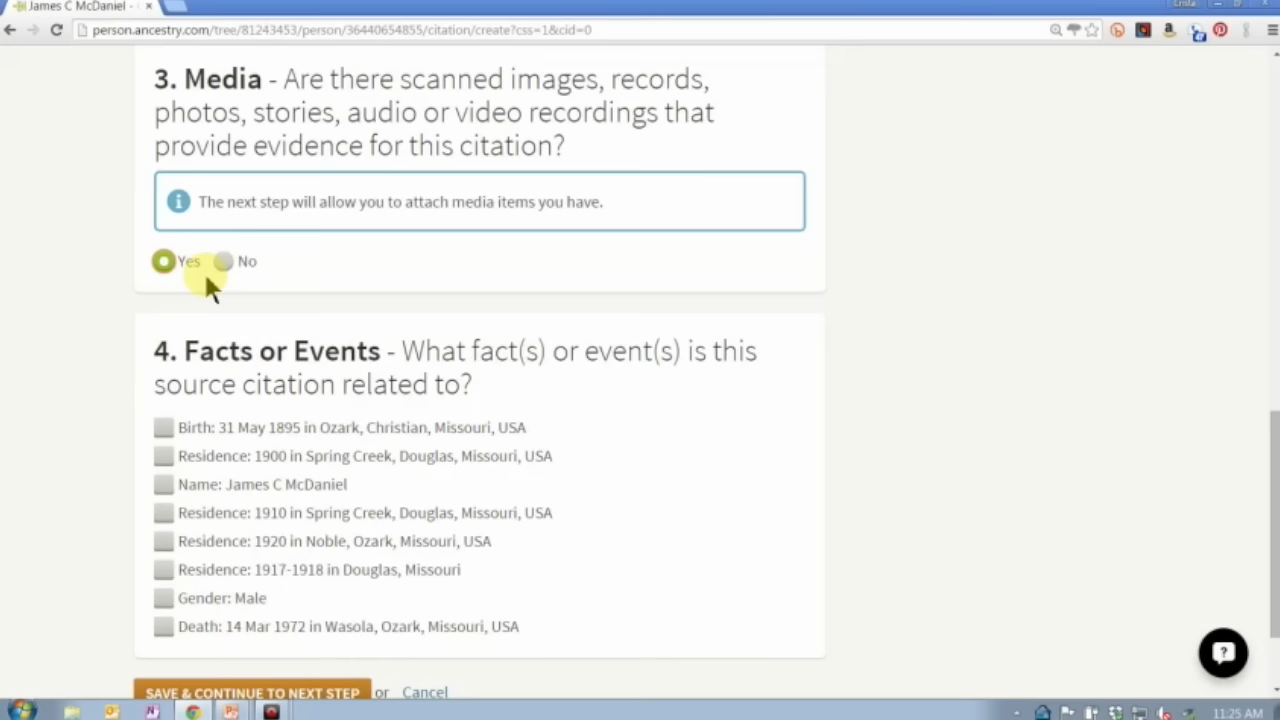 James C McDaniel -
person.ancestry.com/tree/81243453/person/36440654855/citation/create?css=1&cid=0
3. Media - Are there scanned images, records,
photos, stories, audio or video recordings that
provide evidence for this citation?
The next step will allow you to attach media items you have.
Yes No
4. Facts or Events - What fact(s) or event(s) is this
source citation related to?
Birth: 31 May 1895 in Ozark, Christian, Missouri, USA
Residence: 1900 in Spring Creek, Douglas, Missouri, USA
Name: James C McDaniel
Residence: 1910 in Spring Creek, Douglas, Missouri, USA
Residence: 1920 in Noble, Ozark, Missouri, USA
Residence: 1917-1918 in Douglas, Missouri
Gender: Male
Death: 14 Mar 1972 in Wasola, Ozark, Missouri, USA
SAVE & CONTINUE TO NEXT STEP or Cancel
11:25 AM